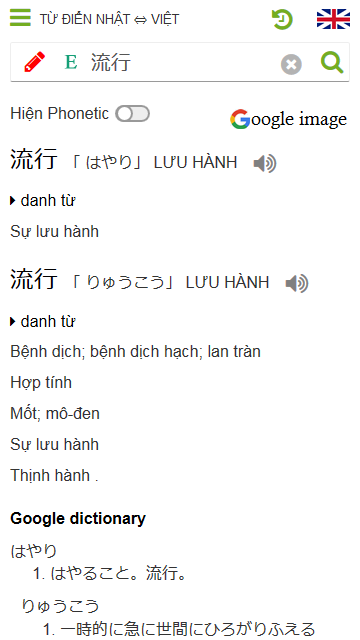 TỪ ĐIỂN NHẬT ⇔ VIỆT
E 流行
Hiện Phonetic
Google image
流行 「 はやり」 LƯU HÀNH
danh từ
Sự lưu hành
流行 「 りゅうこう」 LƯU HÀNH
danh từ
Bệnh dịch; bệnh dịch hạch; lan tràn
Hợp tính
Mốt; mô-đen
Sự lưu hành
Thịnh hành .
Google dictionary
はやり
1. はやること。流行。
りゅうこう
1. 一時的に急に世間にひろがりふえる